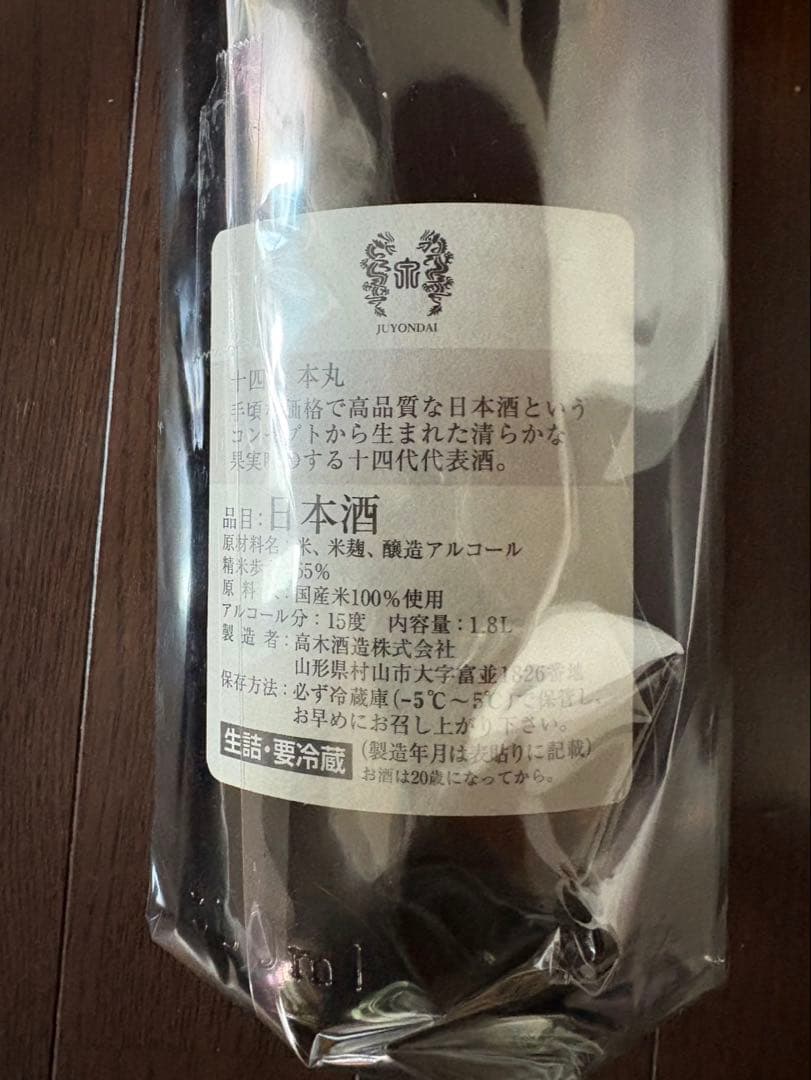 JUYONDAI
十四 本丸
手頃な価格で高品質な日本酒という
コンセプトから生まれた清らかな
果実 する十四代代表酒。
品目：日本酒
原材料名：米、米麹、醸造アルコール
精米歩 55%
原料 ：国産米100%使用
アルコール分：15度 内容量：1.8L
製造者：高木酒造株式会社
山形県村山市大字富並1826番地
保存方法：必ず冷蔵庫(-5℃～5℃)で保管し、
お早めにお召し上がり下さい。
生詰・要冷蔵 (製造年月は表貼りに記載)
お酒は20歳になってから。
ml